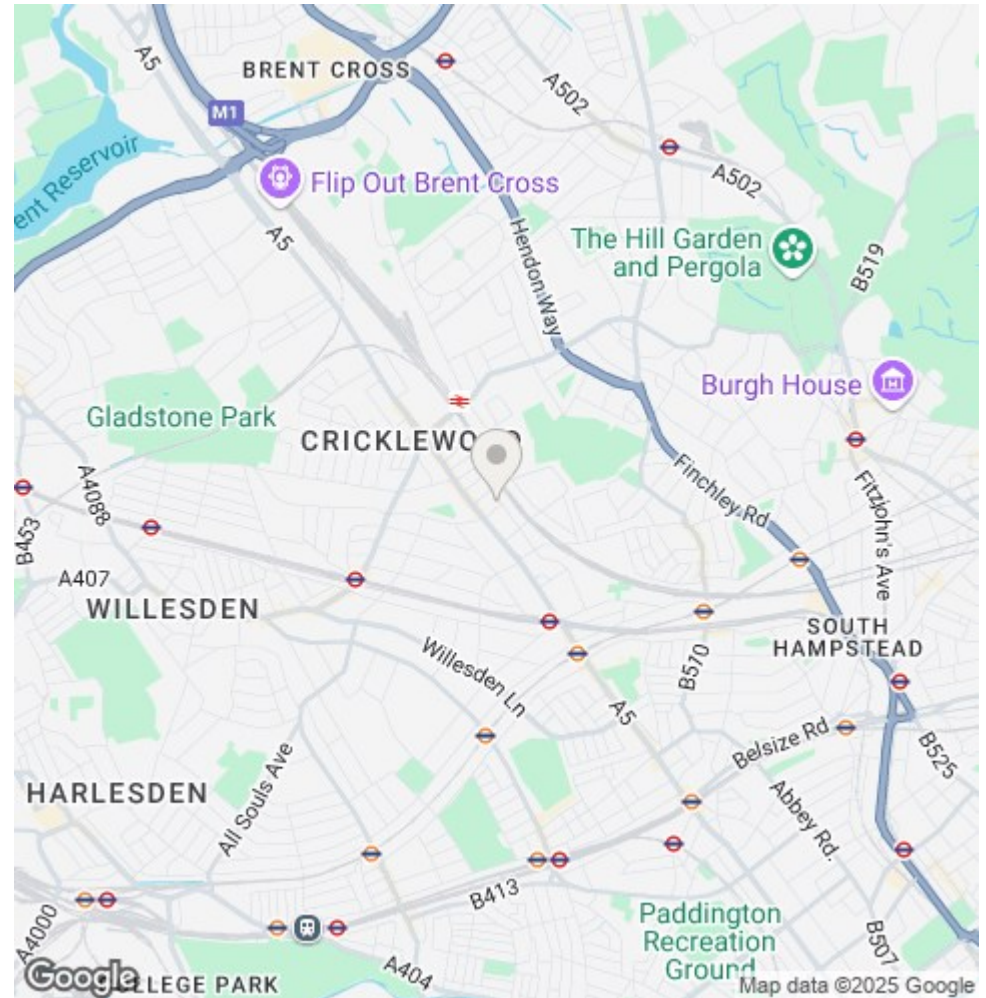 A5
BRENT CROSS
A502
M1
ent Reservoir
Flip Out Brent Cross
A502
A5
Hendon Way
The Hill Garden
and Pergola
B519
Burgh House
Gladstone Park
CRICKLEWO
A4088
Finchley Rd
Fitzjohn's Ave
B453
A407
WILLESDEN
SOUTH
HAMPSTEAD
Willesden Ln
B510
A5
Belsize Rd
B525
HARLESDEN
All Souls Ave
Abbey Rd.
B413
A4000
Paddington
Recreation
Ground
B507
Google
LLEGE PARK
A404
Map data ©2025 Google